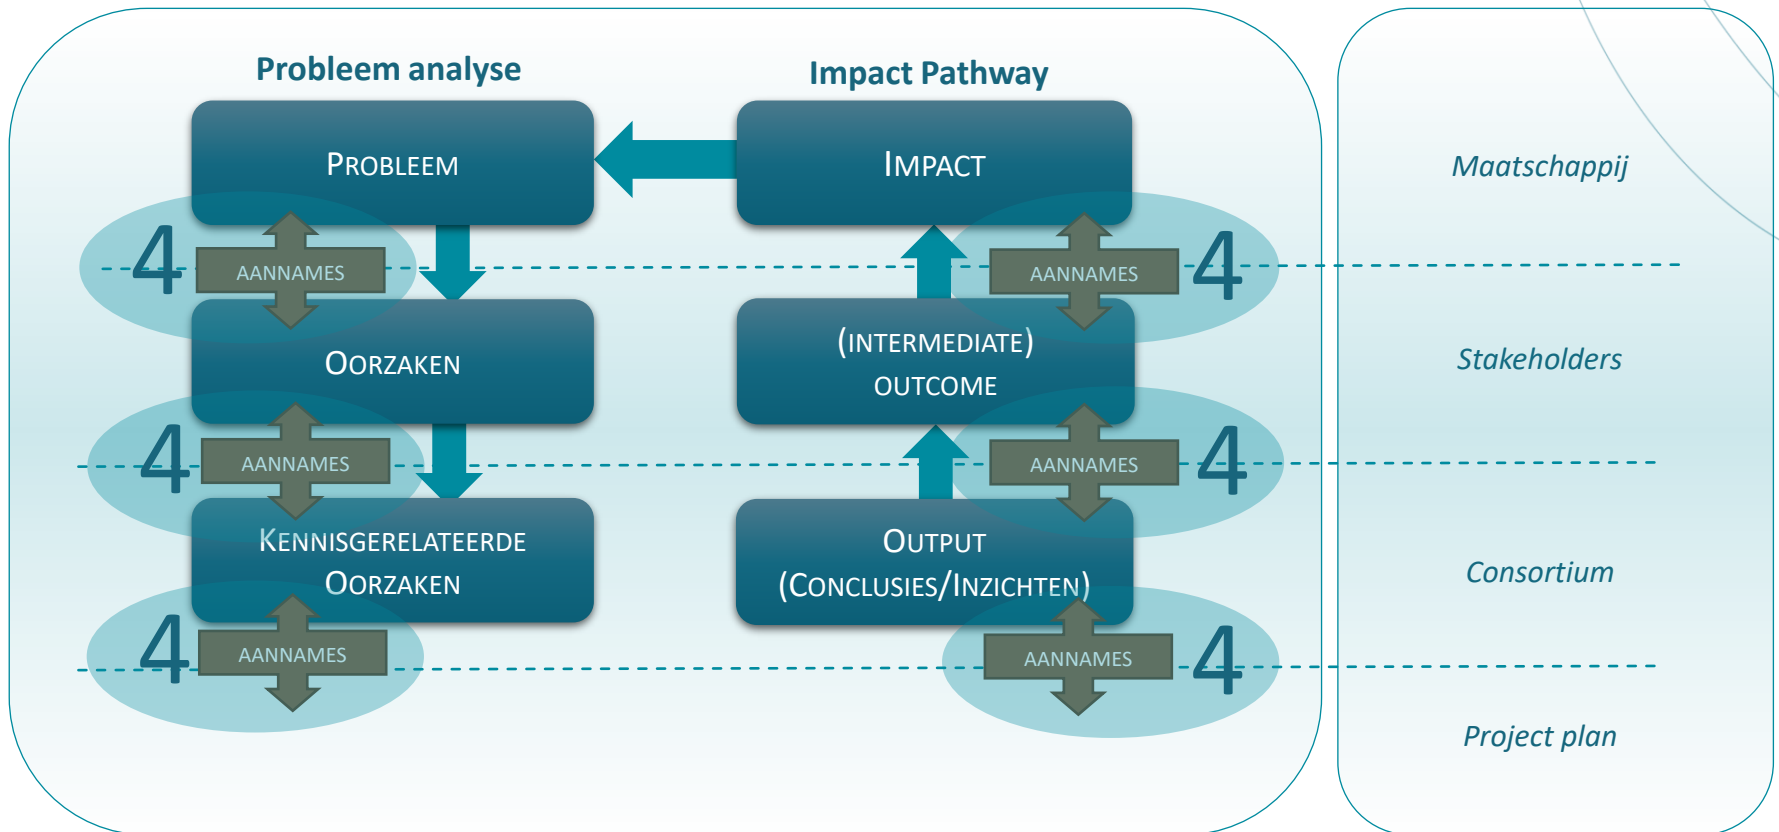 Probleem analyse
Impact Pathway
PROBLEEM
IMPACT
Maatschappij
4
AANNAMES
AANNAMES
4
OORZAKEN
(INTERMEDIATE)
OUTCOME
Stakeholders
4
AANNAMES
AANNAMES
4
KENNISGERELATEERDE
OORZAKEN
OUTPUT
(CONCLUSIES/INZICHTEN)
Consortium
4
AANNAMES
AANNAMES
4
Project plan